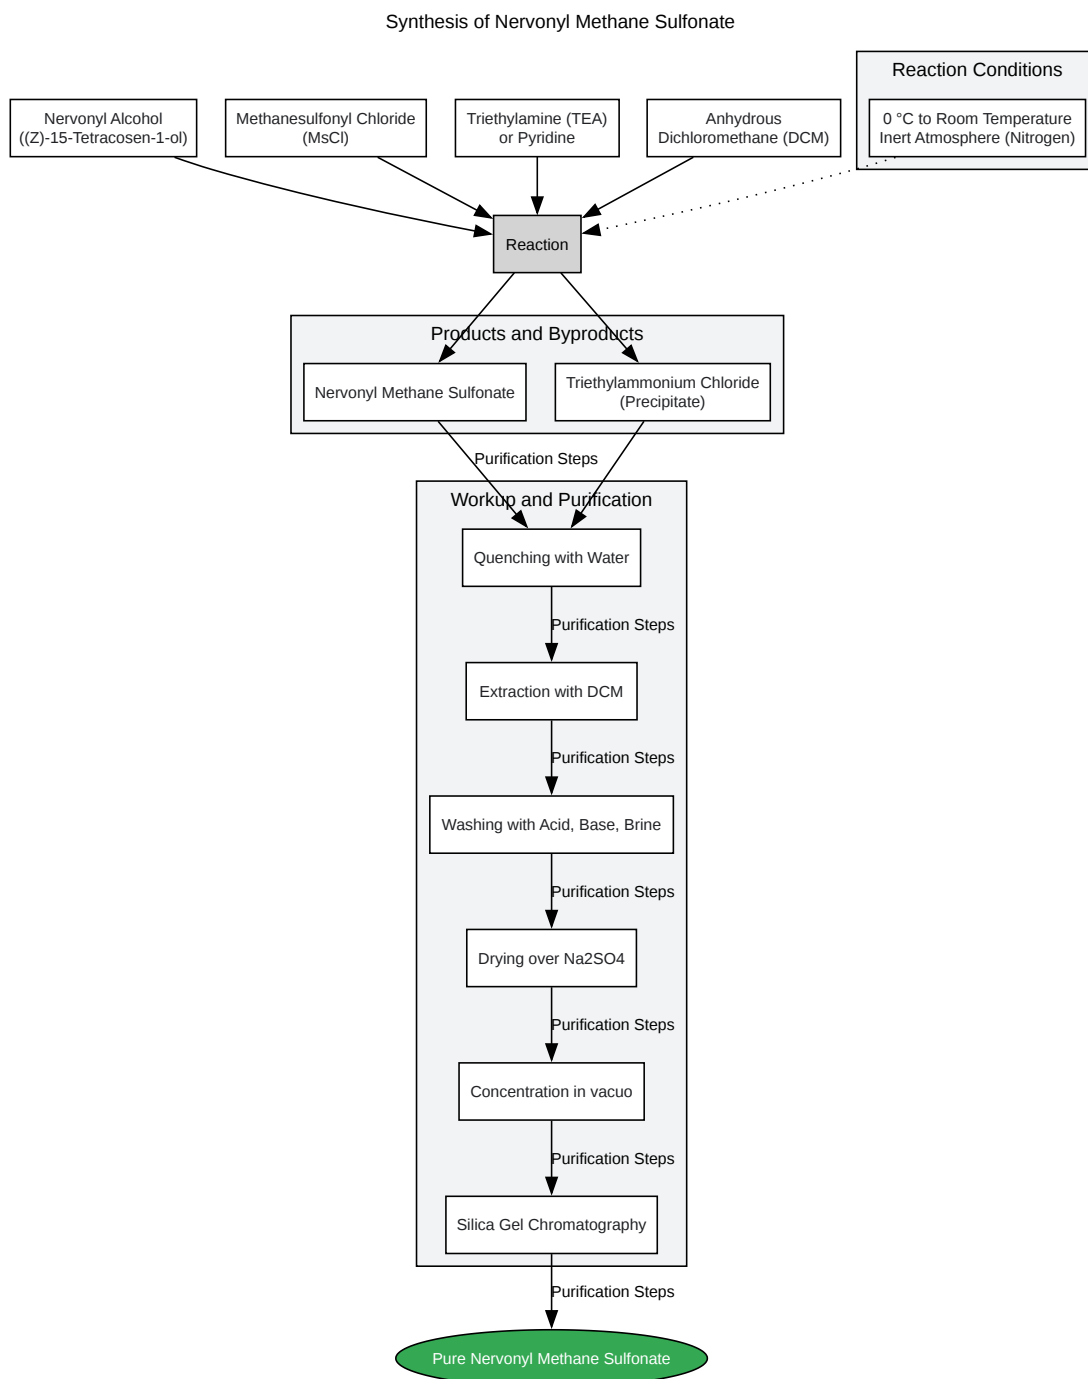 Synthesis of Nervonyl Methane Sulfonate
Reaction Conditions
Nervonyl Alcohol
((Z)-15-Tetracosen-1-ol)
Methanesulfonyl Chloride
(MsCl)
Triethylamine (TEA)
or Pyridine
Anhydrous
Dichloromethane (DCM)
0 °C to Room Temperature
Inert Atmosphere (Nitrogen)
Reaction
Products and Byproducts
Nervonyl Methane Sulfonate
Triethylammonium Chloride
(Precipitate)
Purification Steps
Workup and Purification
Quenching with Water
Purification Steps
Extraction with DCM
Purification Steps
Washing with Acid, Base, Brine
Purification Steps
Drying over Na2SO4
Purification Steps
Concentration in vacuo
Purification Steps
Silica Gel Chromatography
Purification Steps
Pure Nervonyl Methane Sulfonate